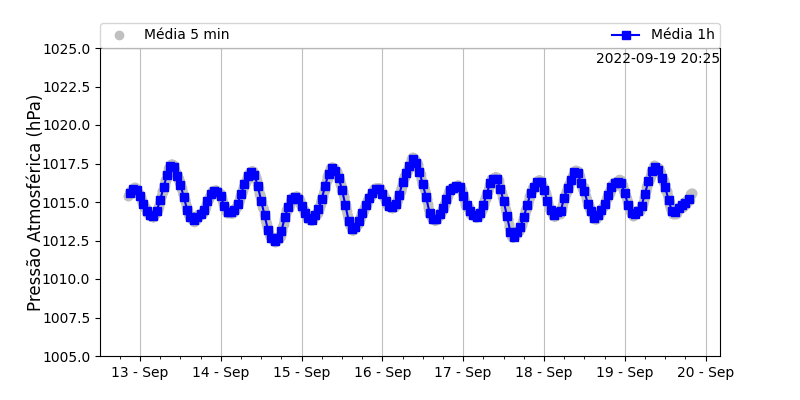 Média 5 min
Média 1h
2022-09-19 20:25
Pressão Atmosférica (hPa)
1025.0
1022.5
1020.0
1017.5
1015.0
1012.5
1010.0
1007.5
1005.0
13 - Sep
14 - Sep
15 - Sep
16 - Sep
17 - Sep
18 - Sep
19 - Sep
20 - Sep